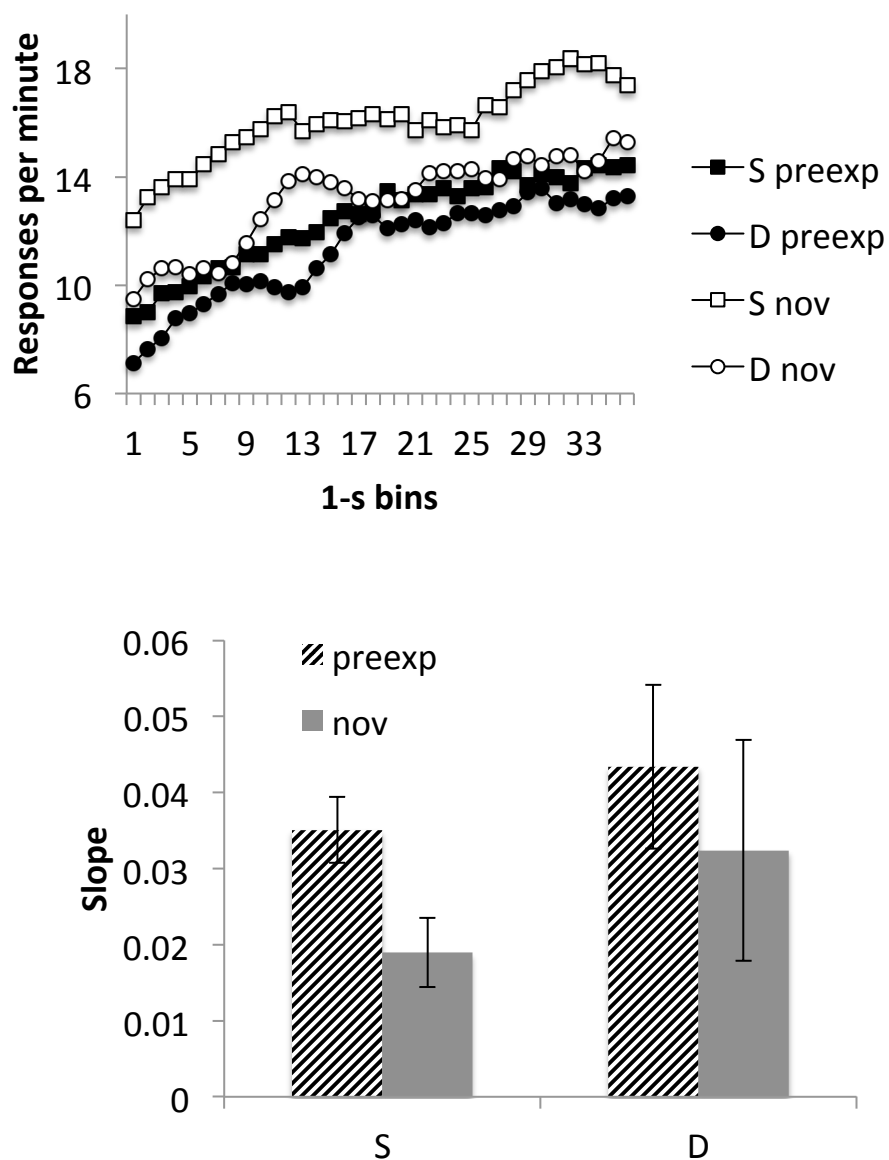 Responses per minute
18
14
10
6
1 5 9 13 17 21 25 29 33
1-s bins
S preexp
D preexp
S nov
D nov
Slope
0.06
0.05
0.04
0.03
0.02
0.01
0
preexp
nov
S D